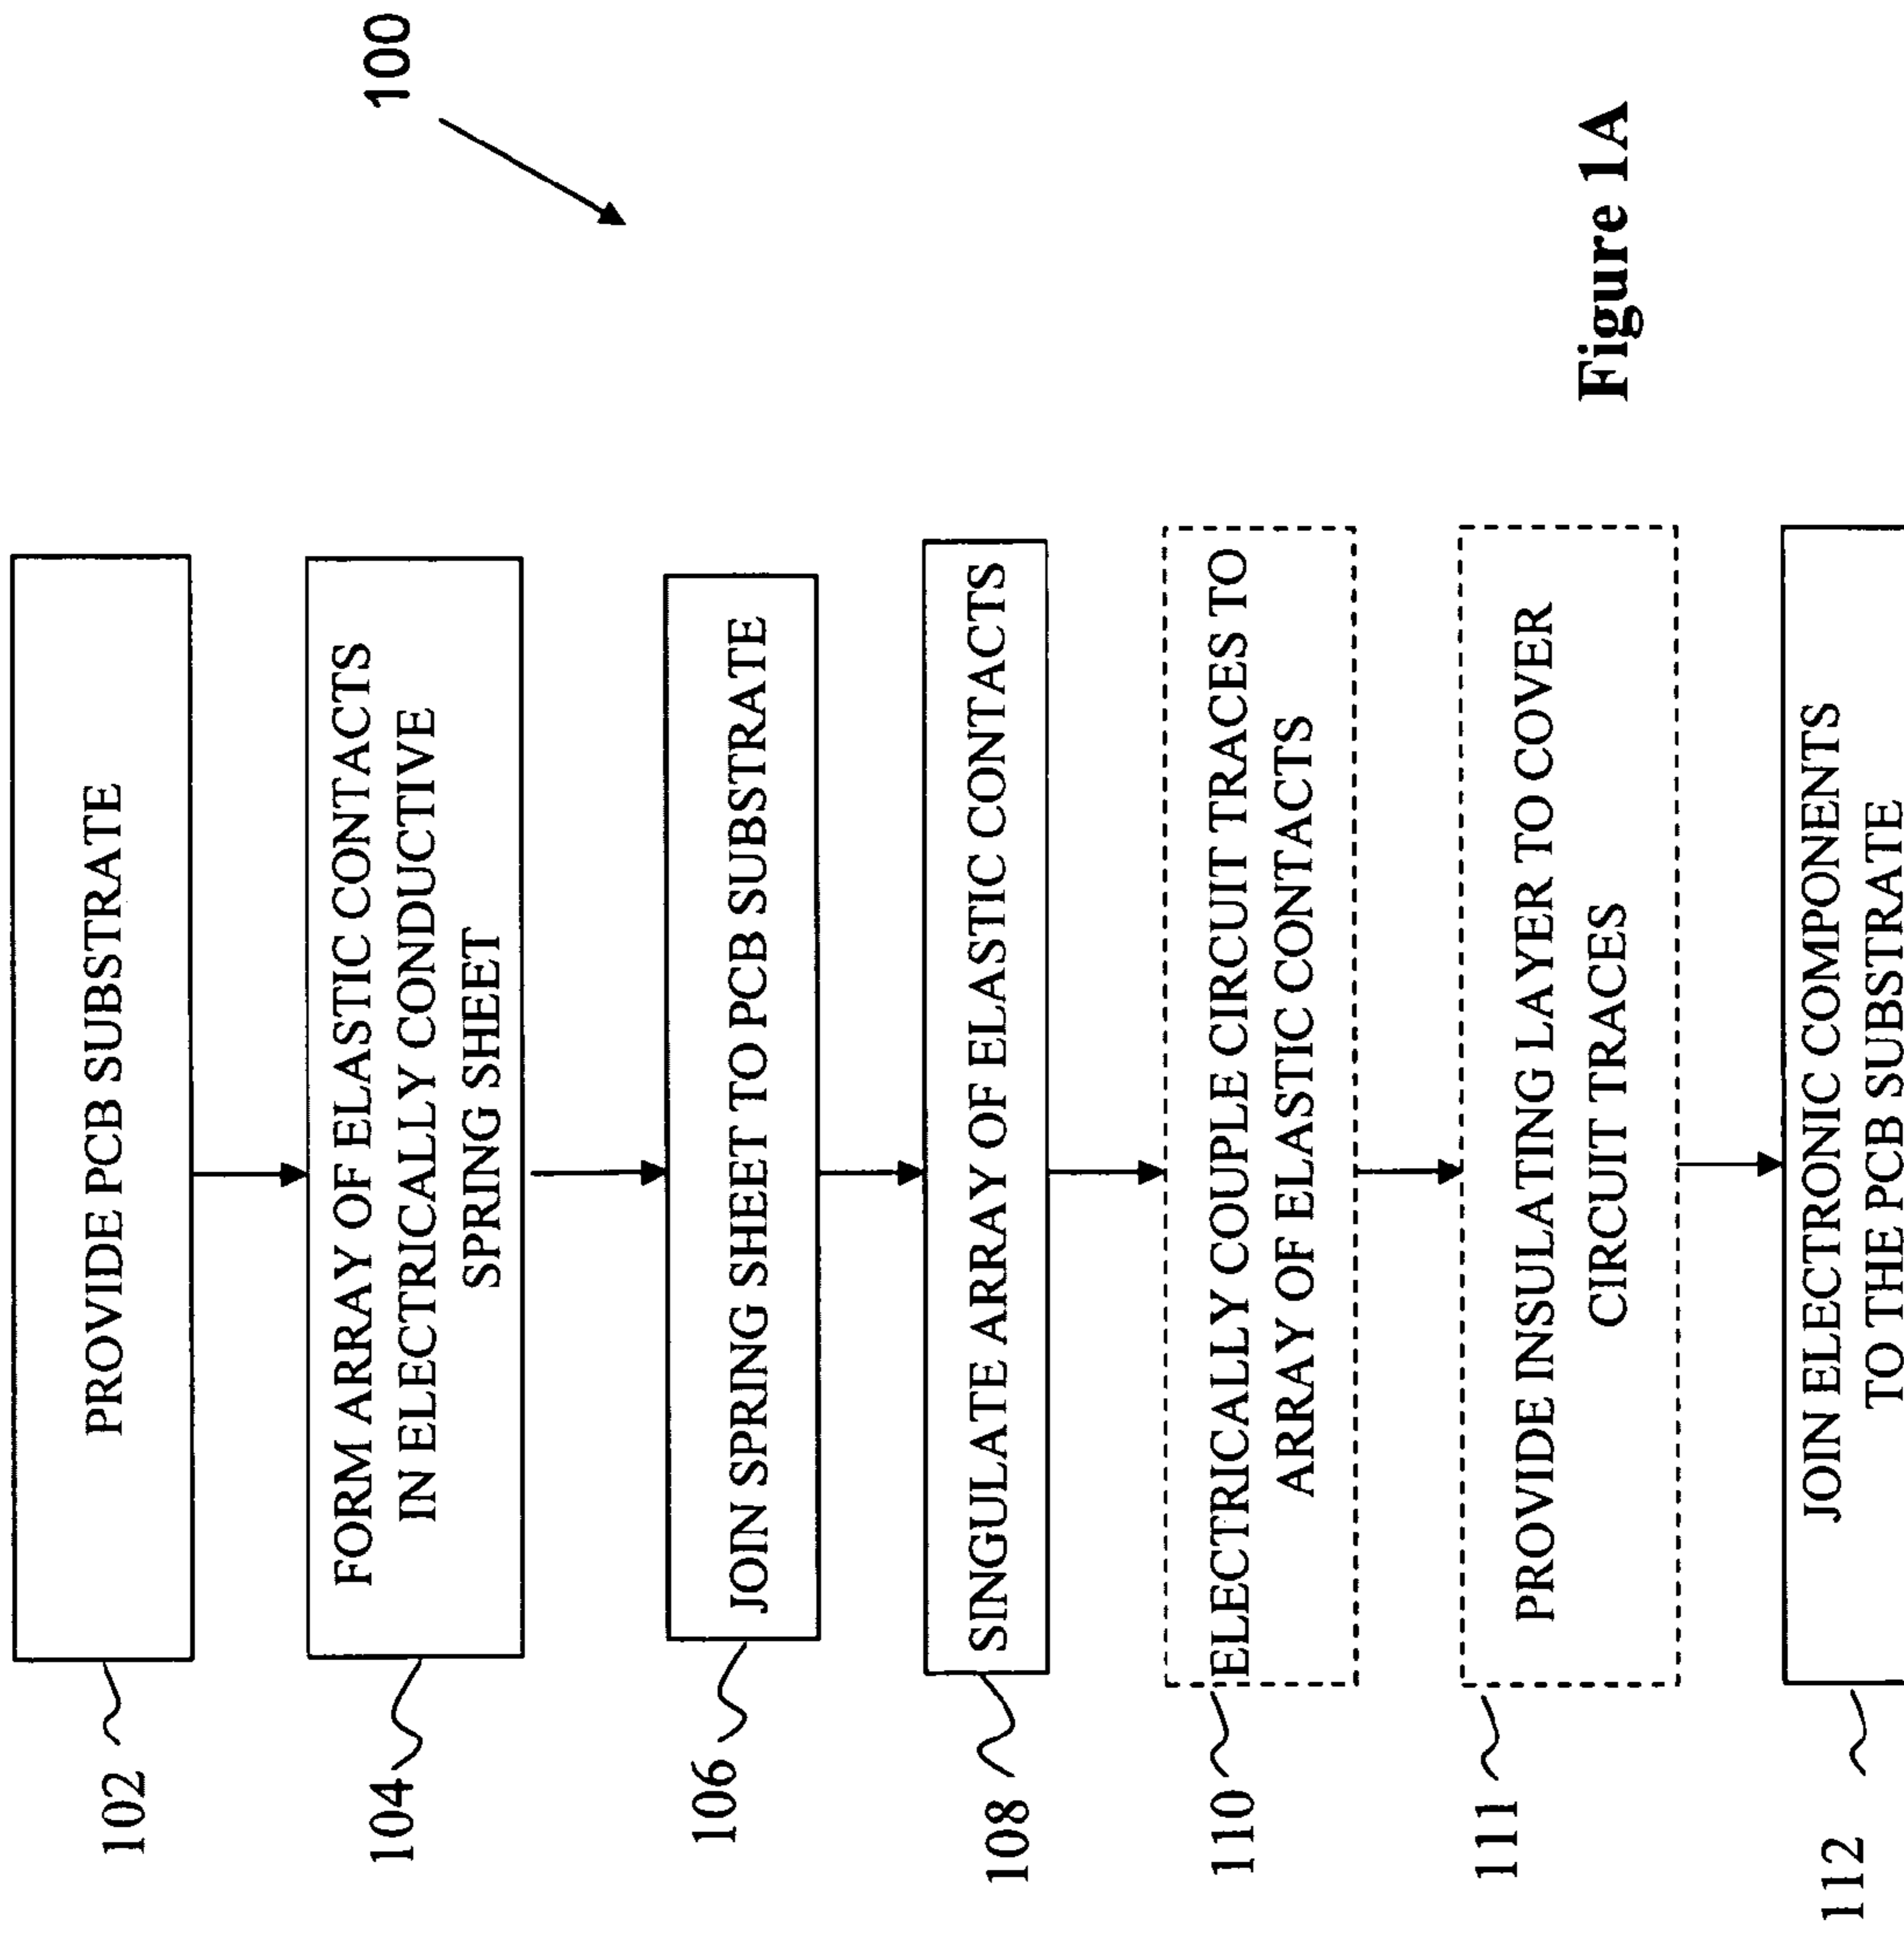 100
102
PROVIDE PCB SUBSTRATE
104
FORM ARRAY OF ELASTIC CONTACTS
IN ELECTRICALLY CONDUCTIVE
SPRING SHEET
106
JOIN SPRING SHEET TO PCB SUBSTRATE
108
SINGULATE ARRAY OF ELASTIC CONTACTS
110
ELECTRICALLY COUPLE CIRCUIT TRACES TO
ARRAY OF ELASTIC CONTACTS
111
PROVIDE INSULATING LAYER TO COVER
CIRCUIT TRACES
112
JOIN ELECTRONIC COMPONENTS
TO THE PCB SUBSTRATE
Figure 1A